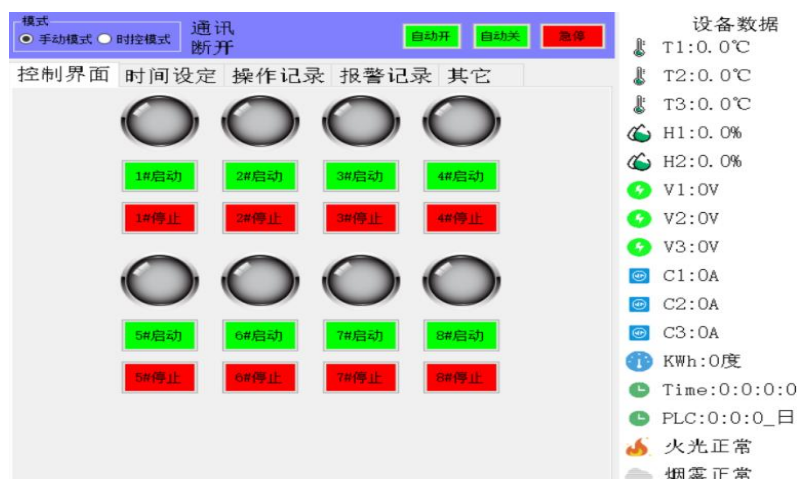 模式
手动模式 时控模式
通讯
断开
自动开 自动关 急停
控制界面 时间设定 操作记录 报警记录 其它
1#启动 2#启动 3#启动 4#启动
1#停止 2#停止 3#停止 4#停止
5#启动 6#启动 7#启动 8#启动
5#停止 6#停止 7#停止 8#停止
设备数据
T1:0.0℃
T2:0.0℃
T3:0.0℃
H1:0.0%
H2:0.0%
V1:0V
V2:0V
V3:0V
C1:0A
C2:0A
C3:0A
KWh:0度
Time:0:0:0:0
PLC:0:0:0_日
火光正常
烟雾正常